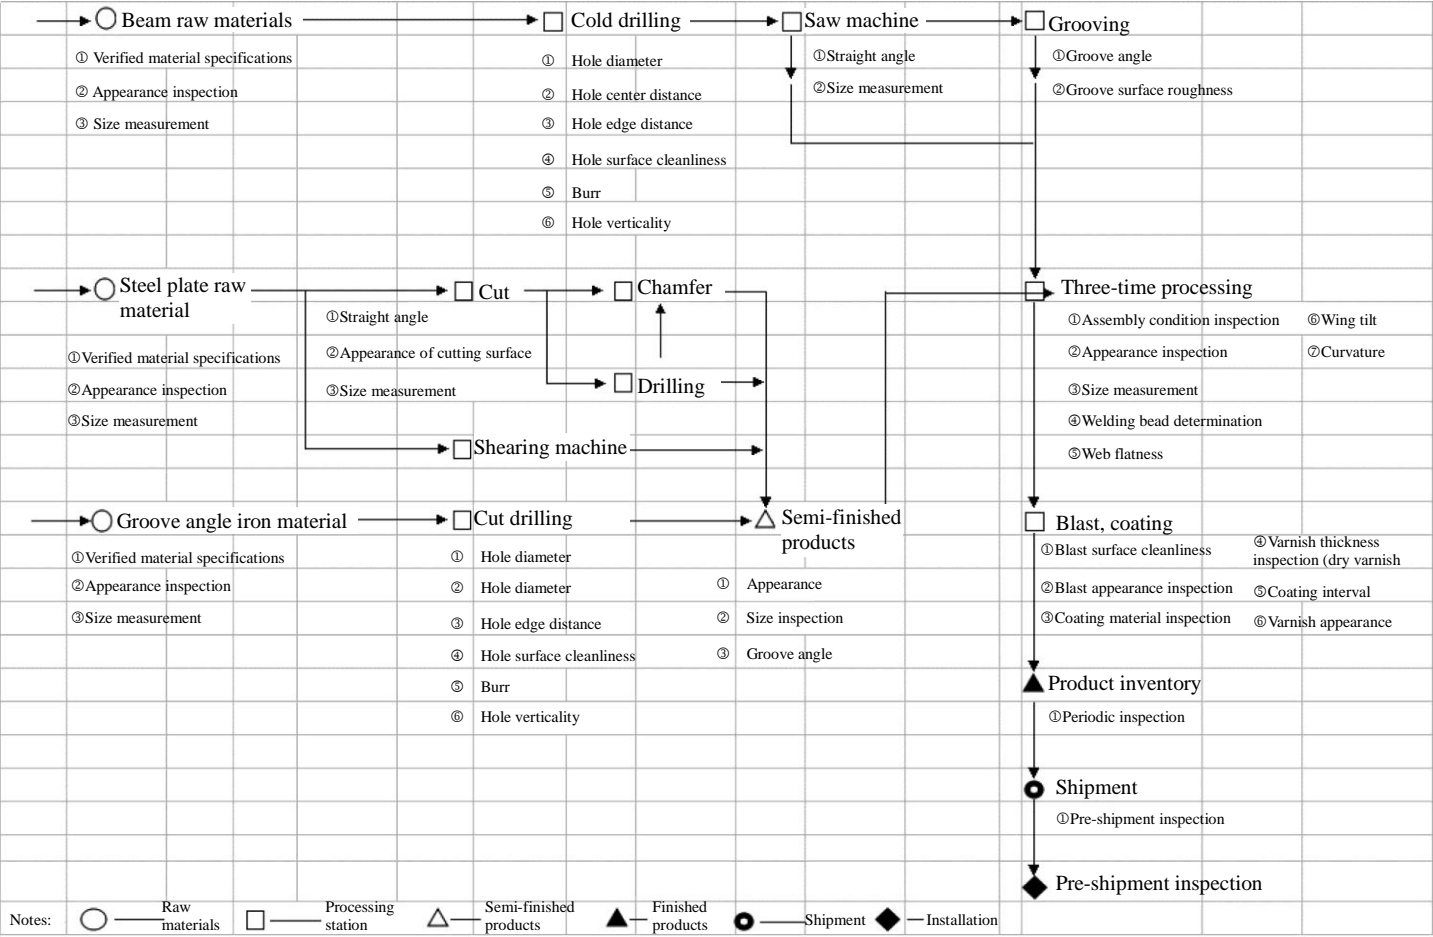 Beam raw materials
① Verified material specifications
② Appearance inspection
③ Size measurement
Cold drilling
① Hole diameter
② Hole center distance
③ Hole edge distance
④ Hole surface cleanliness
⑤ Burr
⑥ Hole verticality
Saw machine
①Straight angle
②Size measurement
Grooving
①Groove angle
②Groove surface roughness
Steel plate raw
material
①Verified material specifications
②Appearance inspection
③Size measurement
Cut
①Straight angle
②Appearance of cutting surface
③Size measurement
Chamfer
Drilling
Shearing machine
Three-time processing
①Assembly condition inspection
②Appearance inspection
③Size measurement
④Welding bead determination
⑤Web flatness
⑥Wing tilt
⑦Curvature
Groove angle iron material
①Verified material specifications
②Appearance inspection
③Size measurement
Cut drilling
① Hole diameter
② Hole diameter
③ Hole edge distance
④ Hole surface cleanliness
⑤ Burr
⑥ Hole verticality
Semi-finished
products
① Appearance
② Size inspection
③ Groove angle
Blast, coating
①Blast surface cleanliness
②Blast appearance inspection
③Coating material inspection
④Varnish thickness
inspection (dry varnish
⑤Coating interval
⑥Varnish appearance
Product inventory
①Periodic inspection
Shipment
①Pre-shipment inspection
Pre-shipment inspection
Notes:
Raw
materials
Processing
station
Semi-finished
products
Finished
products
Shipment
Installation